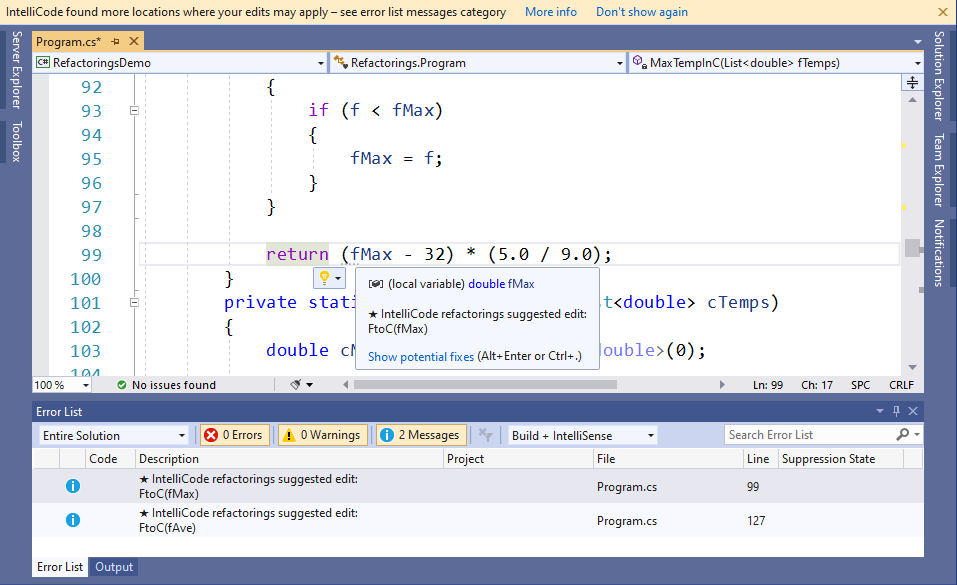 IntelliCode found more locations where your edits may apply – see error list messages category More info Don't show again
Server Explorer
Toolbox
Program.cs*
RefactoringsDemo Refactorings.Program MaxTempInC(List<double> fTemps)
92 {
93 if (f < fMax)
94 {
95 fMax = f;
96 }
97 }
98
99 return (fMax - 32) * (5.0 / 9.0);
100 }
101 private stati t<double> cTemps)
102 {
103 double cM double>(0);
104
(local variable) double fMax
★ IntelliCode refactorings suggested edit:
FtoC(fMax)
Show potential fixes (Alt+Enter or Ctrl+.)
Solution Explorer
Team Explorer
Notifications
100 % No issues found Ln: 99 Ch: 17 SPC CRLF
Error List
Entire Solution 0 Errors 0 Warnings 2 Messages Build + IntelliSense Search Error List
Code Description Project File Line Suppression State
★ IntelliCode refactorings suggested edit:
FtoC(fMax) Program.cs 99
★ IntelliCode refactorings suggested edit:
FtoC(fAve) Program.cs 127
Error List Output